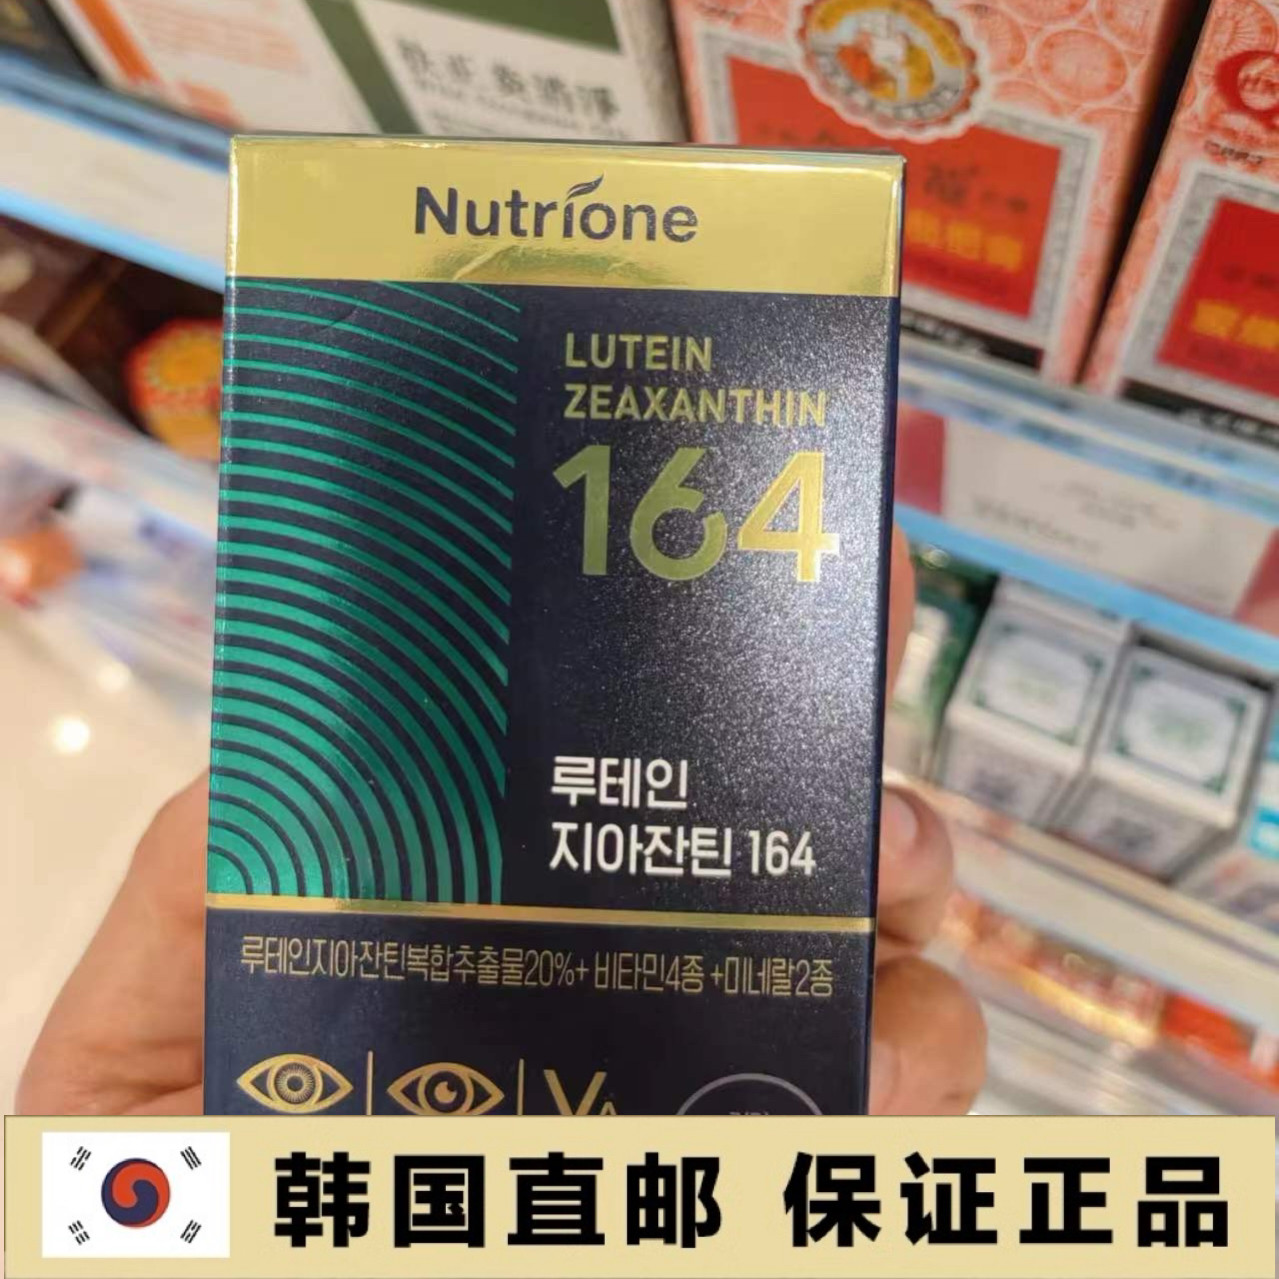 Nutrione
LUTEIN
ZEAXANTHIN
164
루테인
지아잔틴 164
루테인지아잔틴복합추출물20%+ 비타민4종 +미네랄2종
韩国直邮 保证正品